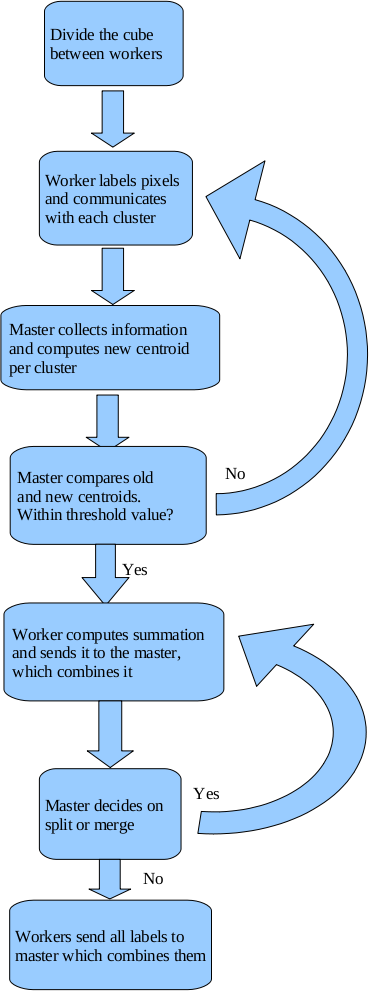 Divide the cube
between workers
Worker labels pixels
and communicates
with each cluster
Master collects information
and computes new centroid
per cluster
Master compares old
and new centroids.
Within threshold value?
No
Yes
Worker computes summation
and sends it to the master,
which combines it
Master decides on
split or merge
Yes
No
Workers send all labels to
master which combines them